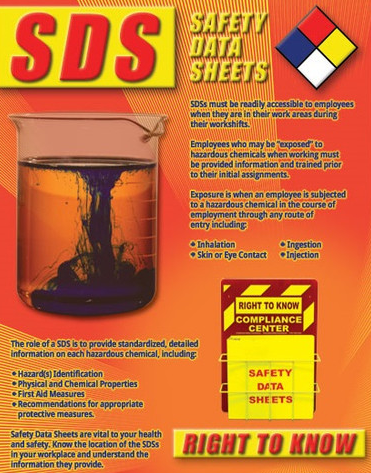 SDS
SAFETY
DATA
SHEETS
SDSs must be readily accessible to employees
when they are in their work areas during
their workshifts.
Employees who may be "exposed" to
hazardous chemicals when working must
be provided information and trained prior
to their initial assignments.
Exposure is when an employee is subjected
to a hazardous chemical in the course of
employment through any route of
entry including:
• Inhalation
• Ingestion
• Skin or Eye Contact
• Injection
RIGHT TO KNOW
COMPLIANCE
CENTER
SAFETY
DATA
SHEETS
The role of a SDS is to provide standardized, detailed
information on each hazardous chemical, including:
• Hazard(s) Identification
• Physical and Chemical Properties
• First Aid Measures
• Recommendations for appropriate
protective measures.
Safety Data Sheets are vital to your health
and safety. Know the location of the SDSs
in your workplace and understand the
information they provide.
RIGHT TO KNOW